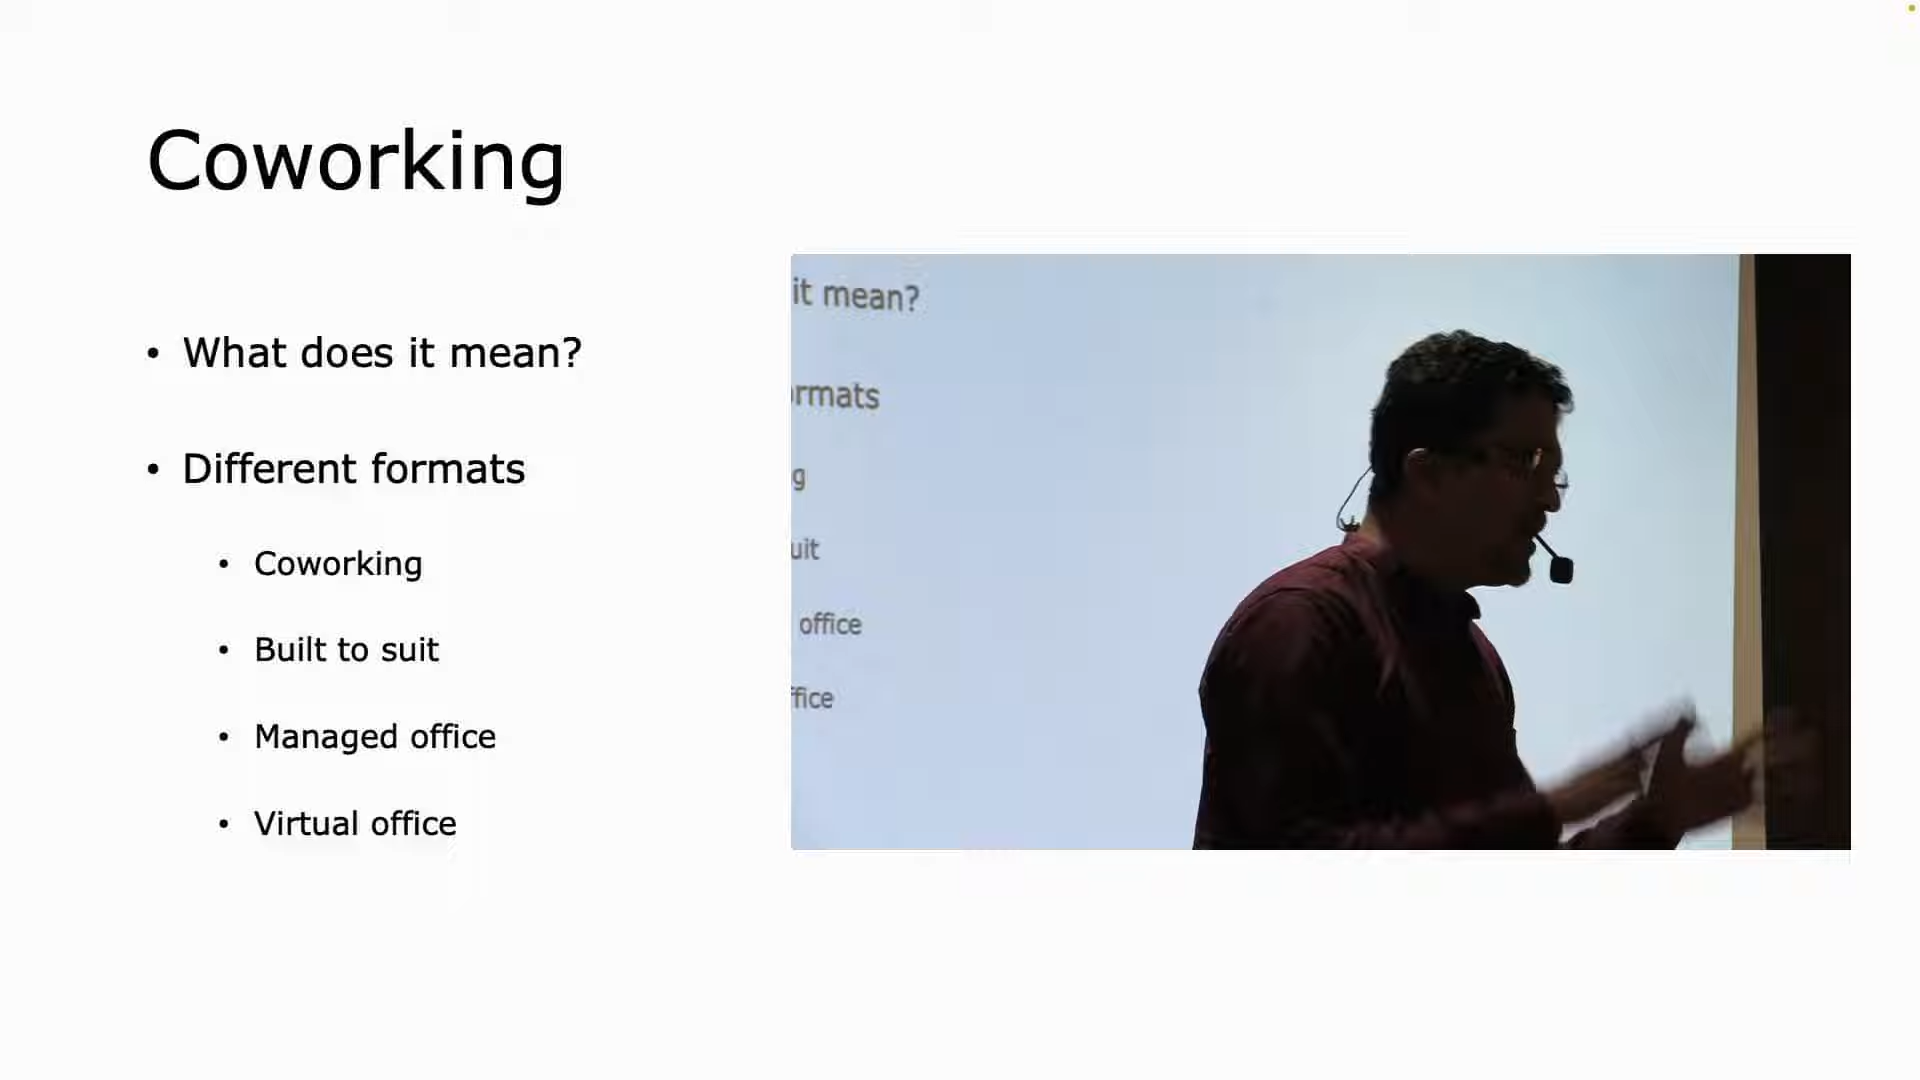 Coworking
• What does it mean?
• Different formats
• Coworking
• Built to suit
• Managed office
• Virtual office
it mean?
ormats
g
uit
office
ffice